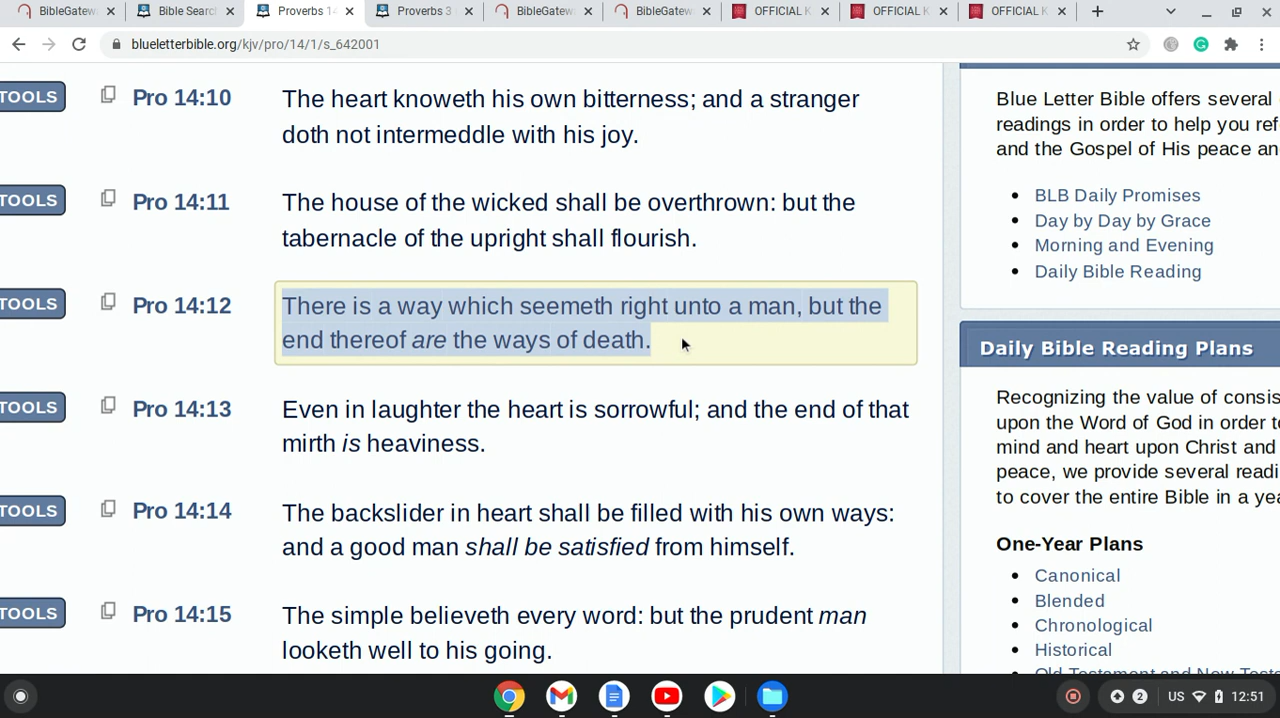 BibleGatew
Bible Searc
Proverbs 14
Proverbs 3
BibleGatew
BibleGatew
OFFICIAL K
OFFICIAL K
OFFICIAL K
blueletterbible.org/kjv/pro/14/1/s_642001
TOOLS
Pro 14:10
The heart knoweth his own bitterness; and a stranger
doth not intermeddle with his joy.
TOOLS
Pro 14:11
The house of the wicked shall be overthrown: but the
tabernacle of the upright shall flourish.
TOOLS
Pro 14:12
There is a way which seemeth right unto a man, but the
end thereof are the ways of death.
TOOLS
Pro 14:13
Even in laughter the heart is sorrowful; and the end of that
mirth is heaviness.
TOOLS
Pro 14:14
The backslider in heart shall be filled with his own ways:
and a good man shall be satisfied from himself.
TOOLS
Pro 14:15
The simple believeth every word: but the prudent man
looketh well to his going.
Blue Letter Bible offers several
readings in order to help you ref
and the Gospel of His peace an
BLB Daily Promises
Day by Day by Grace
Morning and Evening
Daily Bible Reading
Daily Bible Reading Plans
Recognizing the value of consis
upon the Word of God in order to
mind and heart upon Christ and
peace, we provide several readi
to cover the entire Bible in a yea
One-Year Plans
Canonical
Blended
Chronological
Historical
Old Testament and New Teste
2
US
12:51